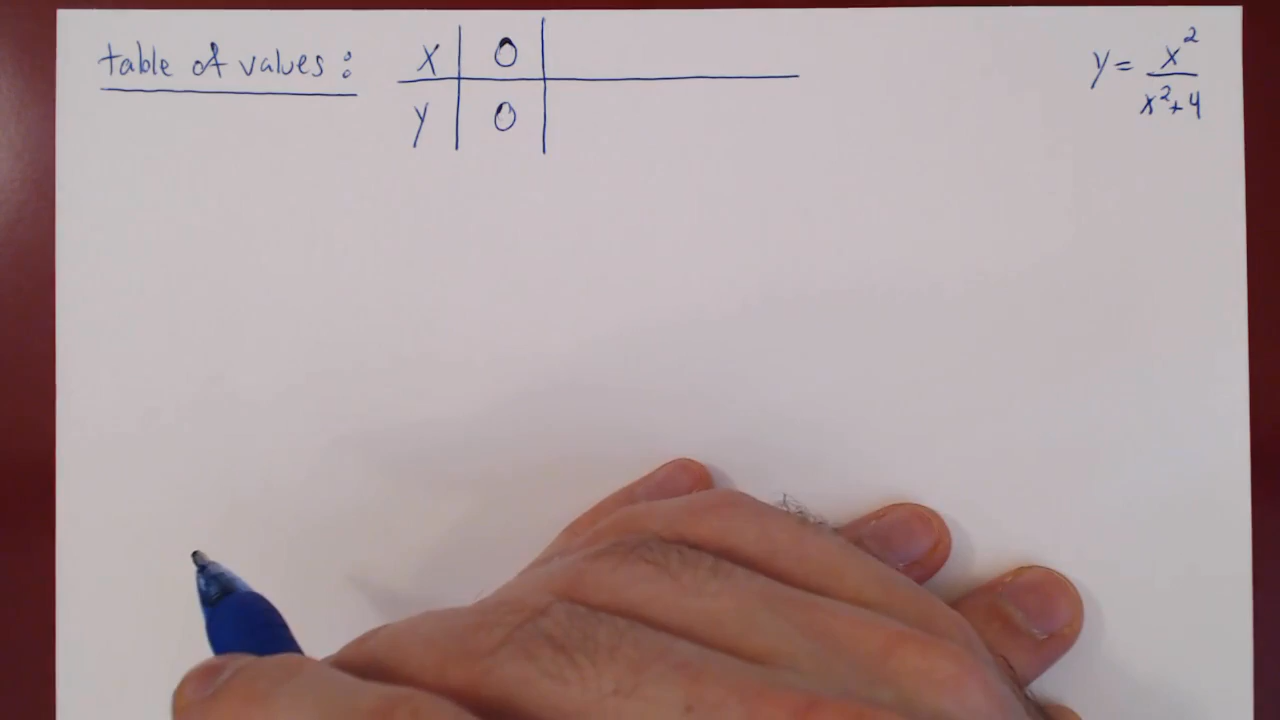 table of values: x | 0 |
y | 0 |
y = x²/(x²+4)